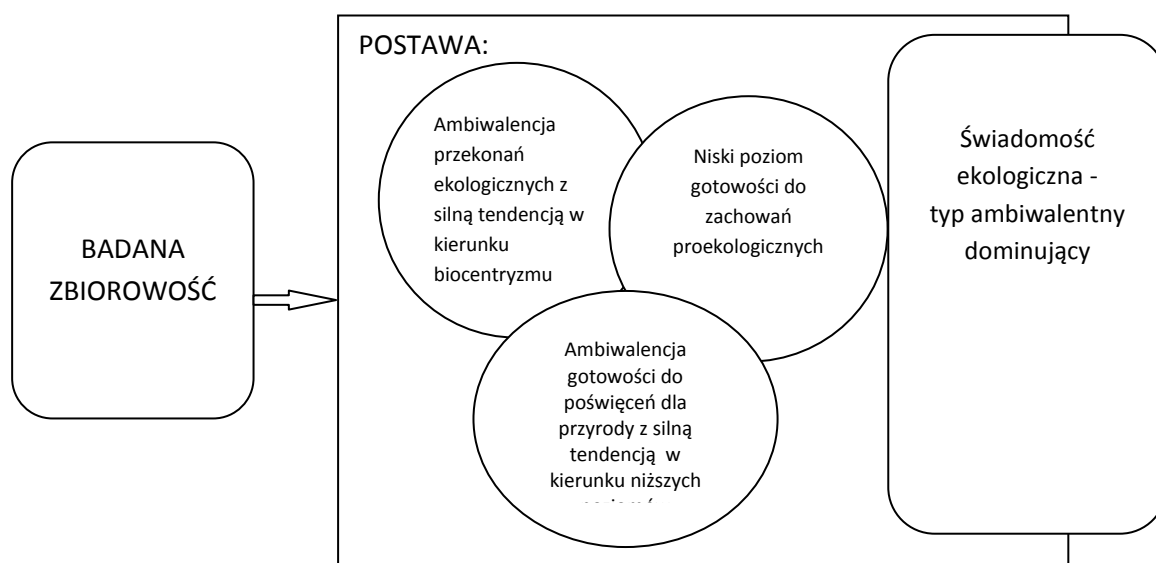 POSTAWA:
BADANA
ZBIOROWOŚĆ
Ambiwalencja
przekonań
ekologicznych z
silną tendencją w
kierunku
biocentryzmu
Niski poziom
gotowości do
zachowań
proekologicznych
Ambiwalencja
gotowości do
poświęceń dla
przyrody z silną
tendencją w
kierunku niższych
Świadomość
ekologiczna -
typ ambiwalentny
dominujący